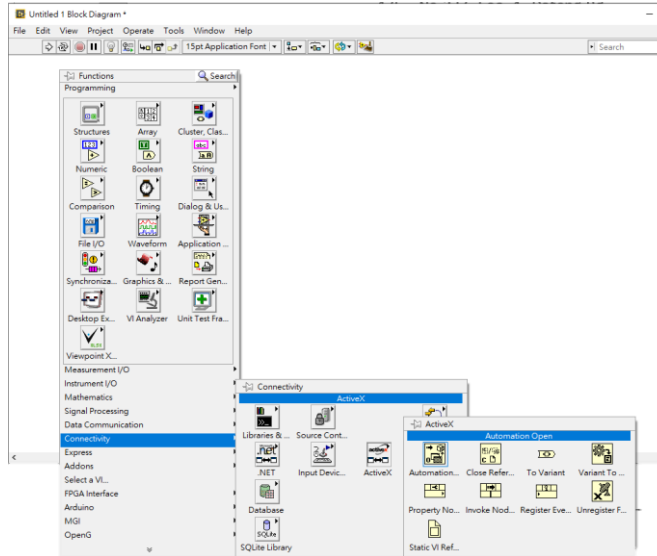 Untitled 1 Block Diagram *
File Edit View Project Operate Tools Window Help
15pt Application Font
Search
Functions
Search
Programming
Structures Array Cluster, Clas...
Numeric Boolean String
Comparison Timing Dialog & Us...
File I/O Waveform Application ...
Synchroniza... Graphics & ... Report Gen...
Desktop Ex... VI Analyzer Unit Test Fra...
Viewpoint X...
Measurement I/O
Instrument I/O
Mathematics
Signal Processing
Data Communication
Connectivity
Express
Addons
Select a VI...
FPGA Interface
Arduino
MGI
OpenG
Connectivity
ActiveX
Libraries & ... Source Cont...
.NET Input Devic... ActiveX
Database
SQLite Library
ActiveX
Automation Open
Automation... Close Refer... To Variant Variant To ...
Property No... Invoke Nod... Register Eve... Unregister F...
Static VI Ref...